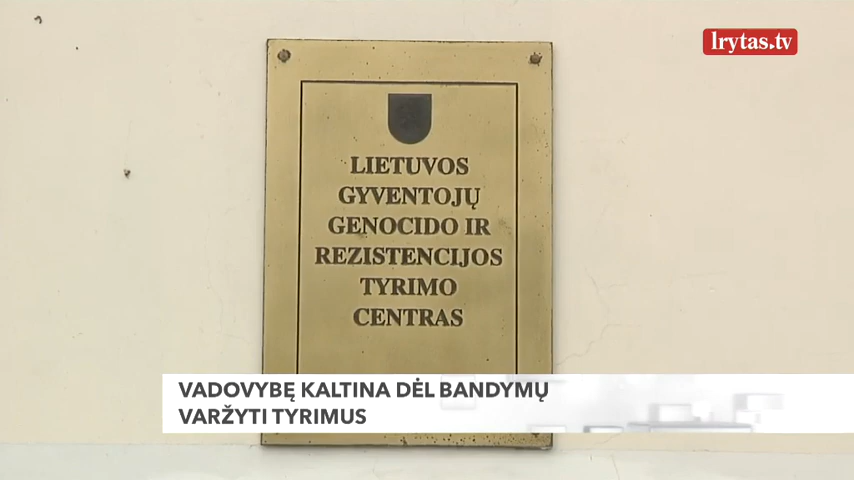 lrytas.tv
LIETUVOS
GYVENTOJŲ
GENOCIDO IR
REZISTENCIJOS
TYRIMO
CENTRAS
VADOVYBĘ KALTINA DĖL BANDYMŲ
VARŽYTI TYRIMUS